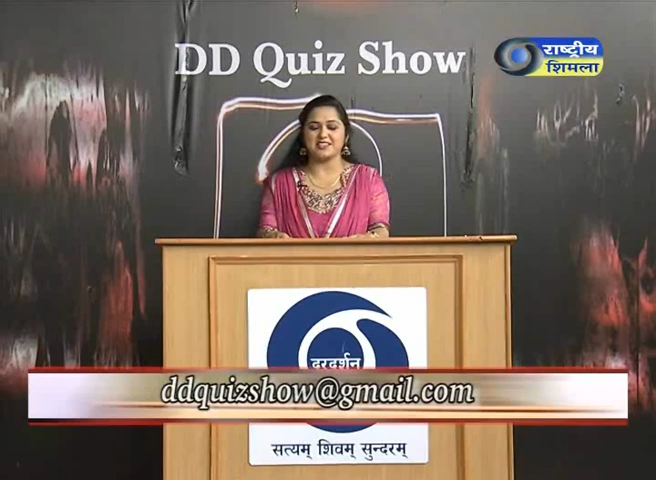 DD Quiz Show
राष्ट्रीय
शिमला
दूरदर्शन
ddquizshow@gmail.com
सत्यम् शिवम् सुन्दरम्